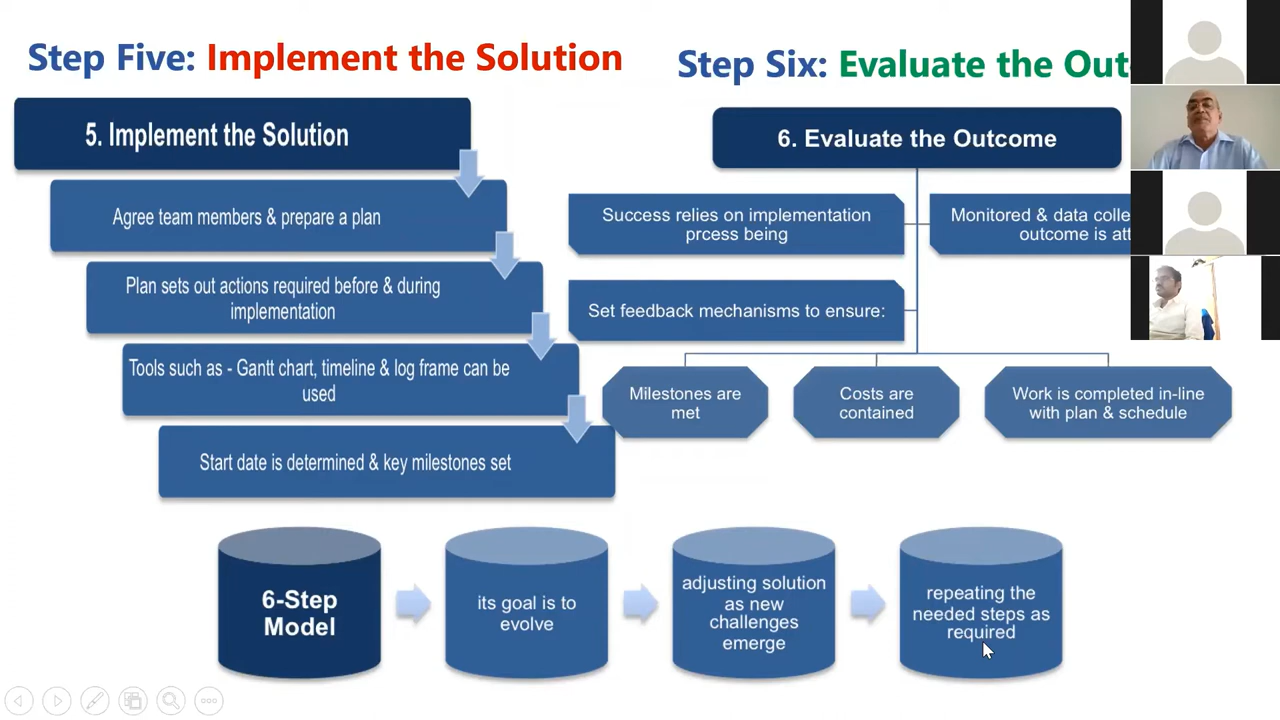 Step Five: Implement the Solution
5. Implement the Solution
Agree team members & prepare a plan
Plan sets out actions required before & during
implementation
Tools such as - Gantt chart, timeline & log frame can be
used
Start date is determined & key milestones set
Step Six: Evaluate the
6. Evaluate the Outcome
Success relies on implementation
prcess being
Monitored & data
outcome is
Set feedback mechanisms to ensure:
Milestones are
met
Costs are
contained
Work is completed in-line
with plan & schedule
6-Step
Model
its goal is to
evolve
adjusting solution
as new
challenges
emerge
repeating the
needed steps as
required